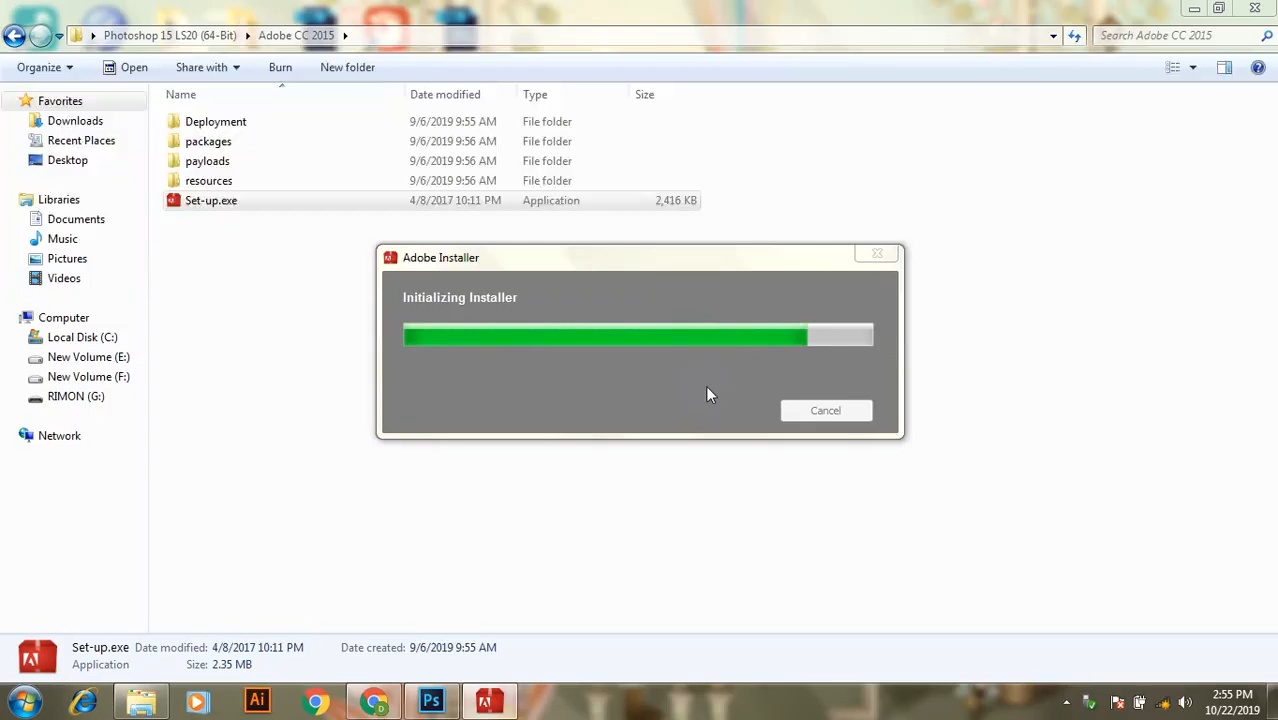 Photoshop 15 LS20 (64-Bit) Adobe CC 2015
Search Adobe CC 2015
Organize Open Share with Burn New folder
Name Date modified Type Size
Favorites
Downloads
Recent Places
Desktop
Libraries
Documents
Music
Pictures
Videos
Computer
Local Disk (C:)
New Volume (E:)
New Volume (F:)
RIMON (G:)
Network
Deployment 9/6/2019 9:55 AM File folder
packages 9/6/2019 9:56 AM File folder
payloads 9/6/2019 9:56 AM File folder
resources 9/6/2019 9:56 AM File folder
Set-up.exe 4/8/2017 10:11 PM Application 2,416 KB
Adobe Installer
Initializing Installer
Cancel
Set-up.exe Date modified: 4/8/2017 10:11 PM Date created: 9/6/2019 9:55 AM
Application Size: 2.35 MB
Ai
D
Ps
2:55 PM
10/22/2019